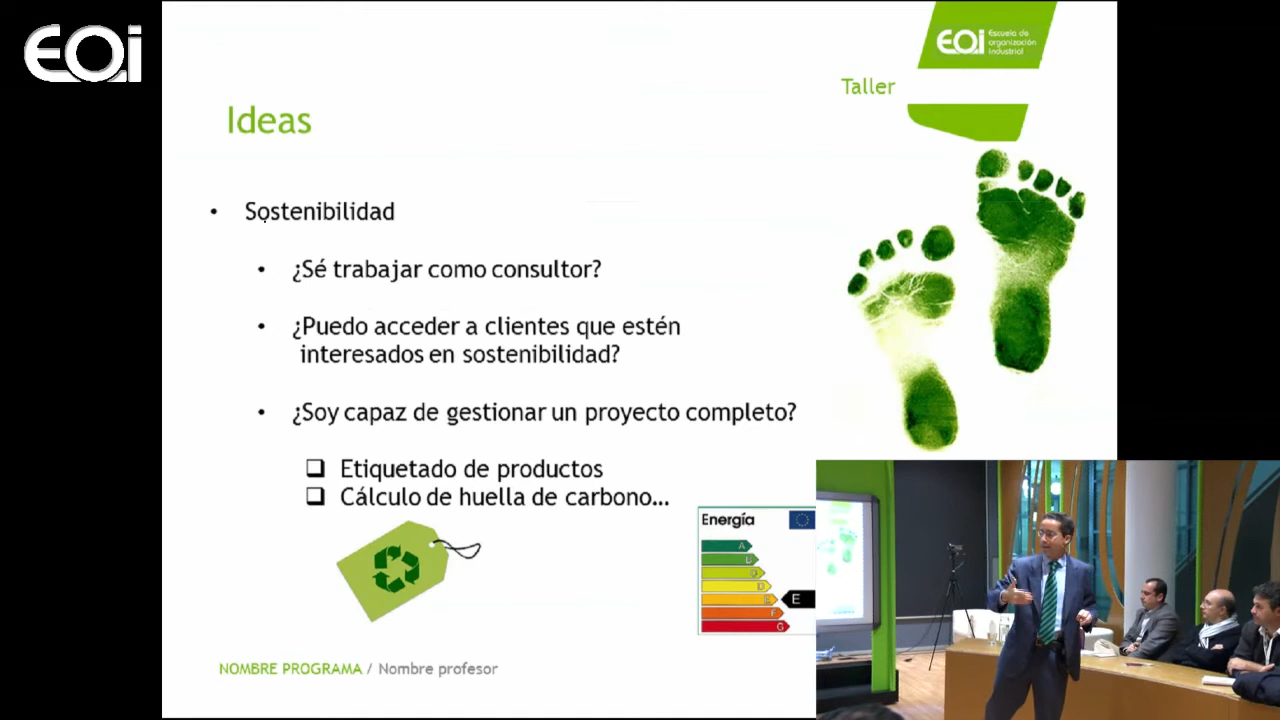 EOI
EOI Escuela de
organización
industrial
Taller
Ideas
• Sostenibilidad
• ¿Sé trabajar como consultor?
• ¿Puedo acceder a clientes que estén
interesados en sostenibilidad?
• ¿Soy capaz de gestionar un proyecto completo?
❑ Etiquetado de productos
❑ Cálculo de huella de carbono...
Energía
A
B
C
D
E E
F
G
NOMBRE PROGRAMA / Nombre profesor